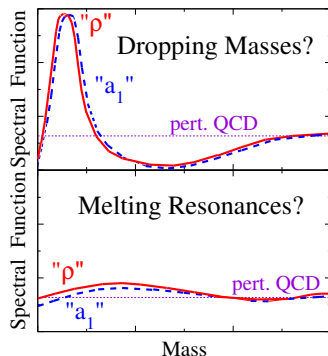 "ρ"
Dropping Masses?
"a1"
pert. QCD
Spectral Function
Melting Resonances?
"ρ"
pert. QCD
"a1"
Spectral Function
Mass